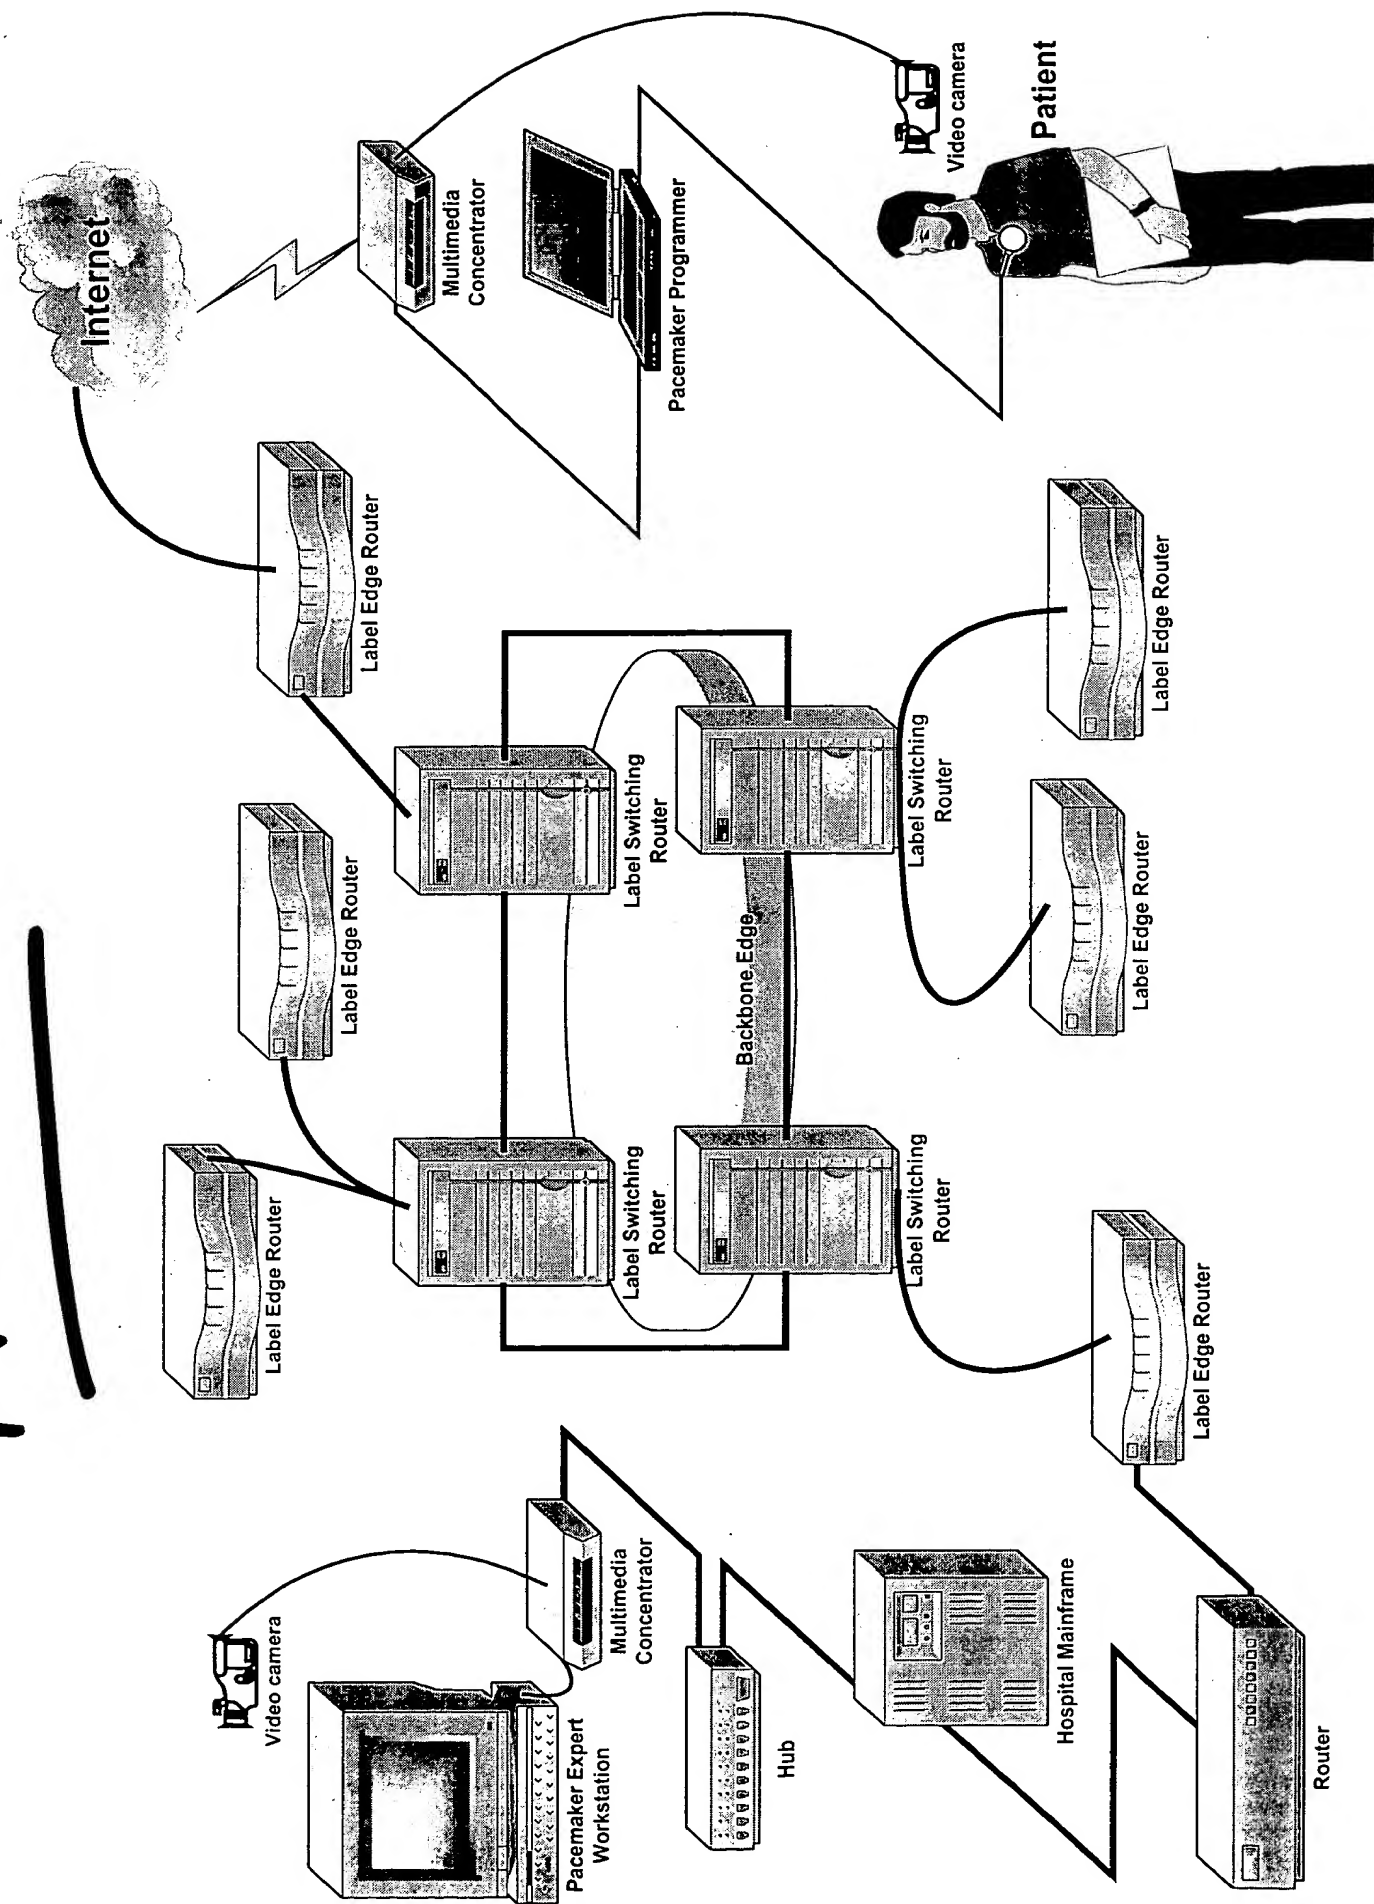 Internet
Multimedia
Concentrator
Pacemaker Programmer
Video camera
Patient
Label Edge Router
Label Edge Router
Label Edge Router
Label Switching
Router
Label Switching
Router
Backbone Edge
Label Switching
Router
Label Switching
Router
Label Edge Router
Label Edge Router
Label Edge Router
Video camera
Pacemaker Expert
Workstation
Multimedia
Concentrator
Hub
Hospital Mainframe
Router